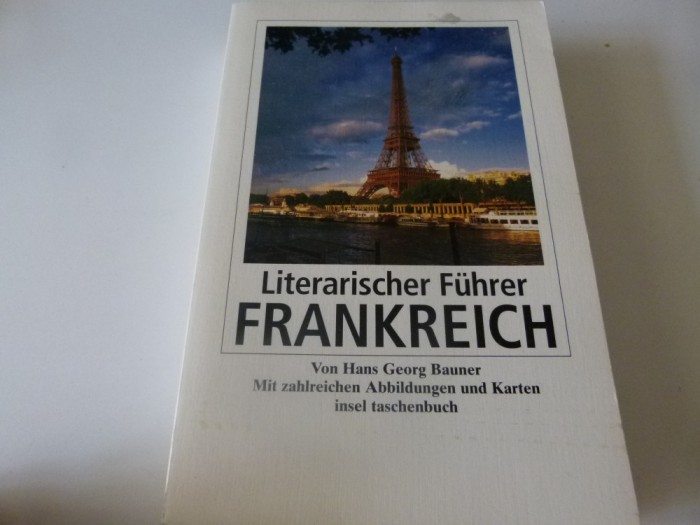 Literarischer Führer
FRANKREICH
Von Hans Georg Bauner
Mit zahlreichen Abbildungen und Karten
insel taschenbuch